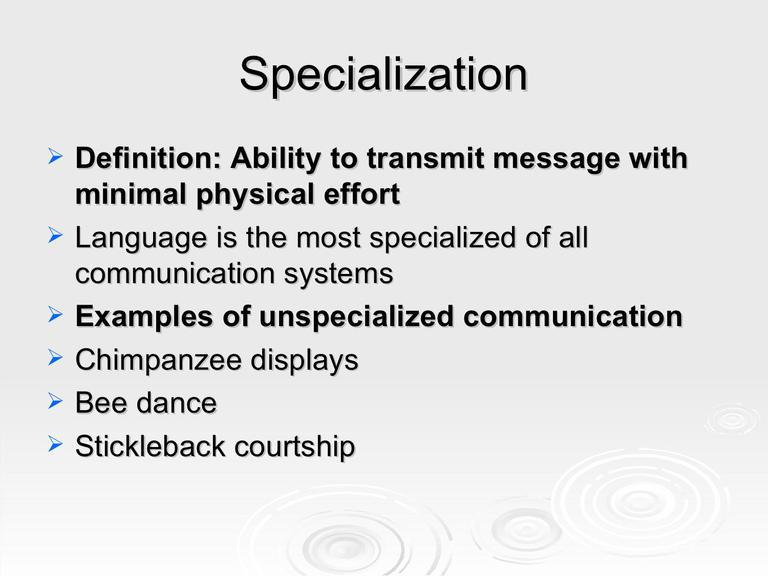 Specialization
Definition: Ability to transmit message with
minimal physical effort
Language is the most specialized of all
communication systems
Examples of unspecialized communication
Chimpanzee displays
Bee dance
Stickleback courtship